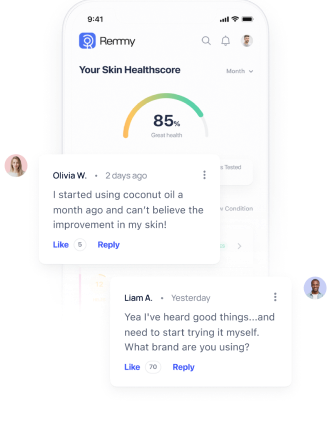 9:41
Remmy
Your Skin Healthscore
Month
85%
Great health
s Tested
Olivia W. • 2 days ago
I started using coconut oil a
month ago and can't believe the
improvement in my skin!
Like 5 Reply
Condition
Liam A. • Yesterday
Yea I've heard good things...and
need to start trying it myself.
What brand are you using?
Like 70 Reply